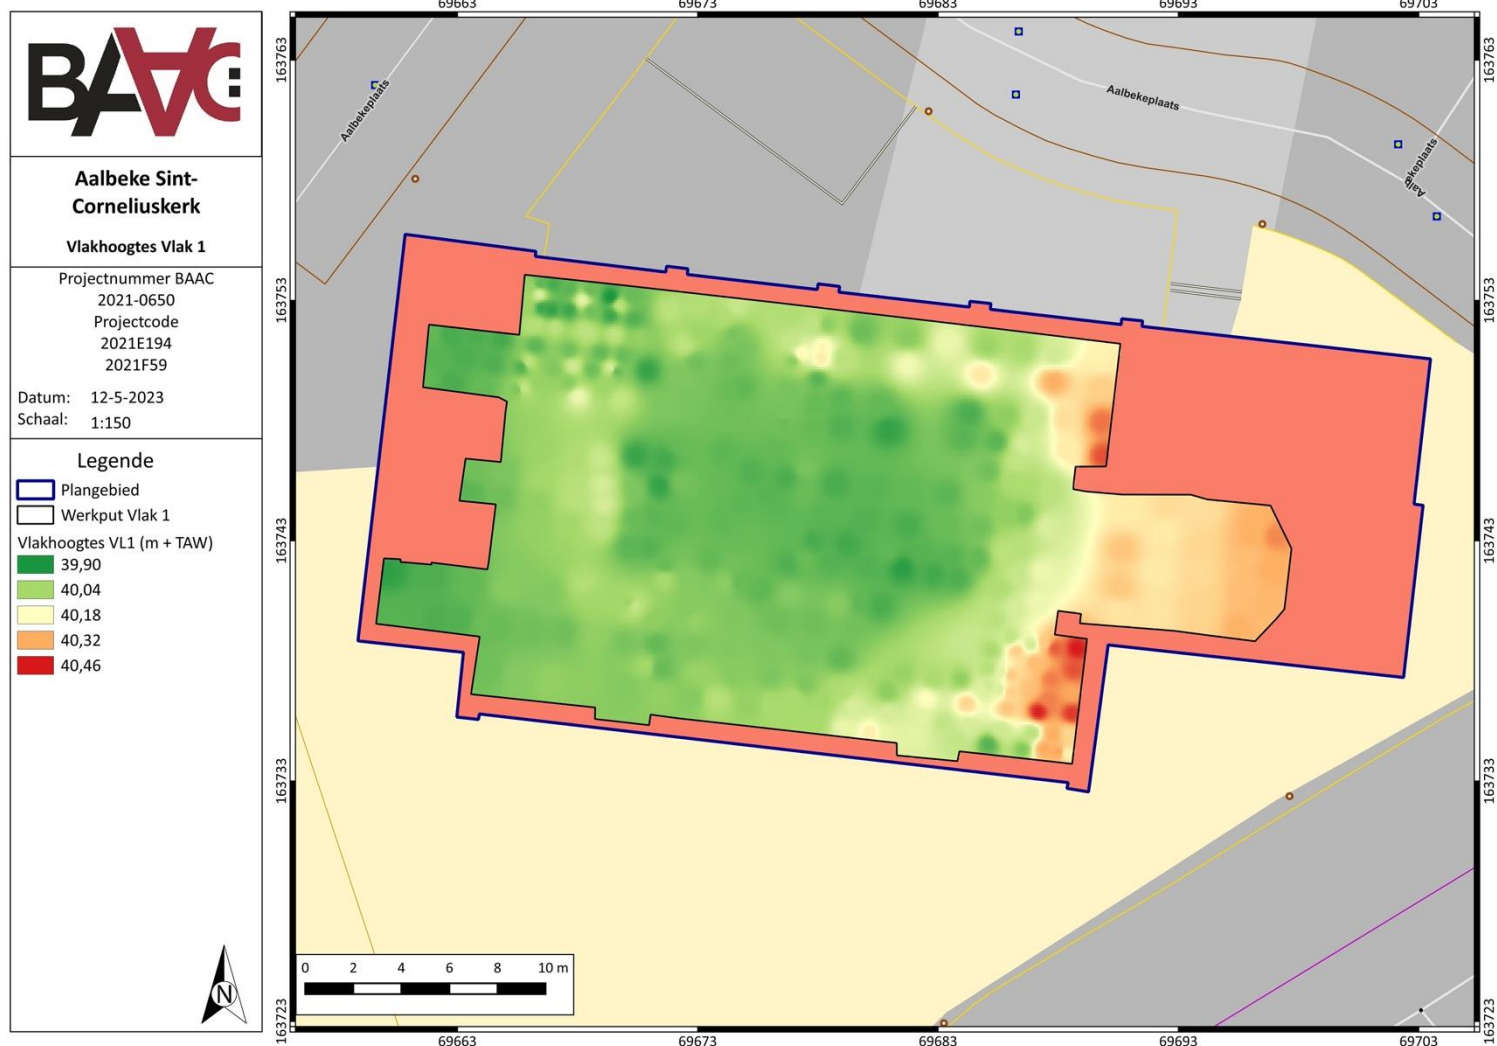 BAAC
Aalbeke Sint-
Corneliuskerk
Vlakhoogtes Vlak 1
Projectnummer BAAC
2021-0650
Projectcode
2021E194
2021F59
Datum: 12-5-2023
Schaal: 1:150
Legende
Plangebied
Werkput Vlak 1
Vlakhoogtes VL1 (m + TAW)
39,90
40,04
40,18
40,32
40,46
N
69663 69673 69683 69693 69703
163763 163763
163753 163753
163743 163743
163733 163733
163723 163723
Aalbekeplaats
Aalbekeplaats
0 2 4 6 8 10 m
69663 69673 69683 69693 69703